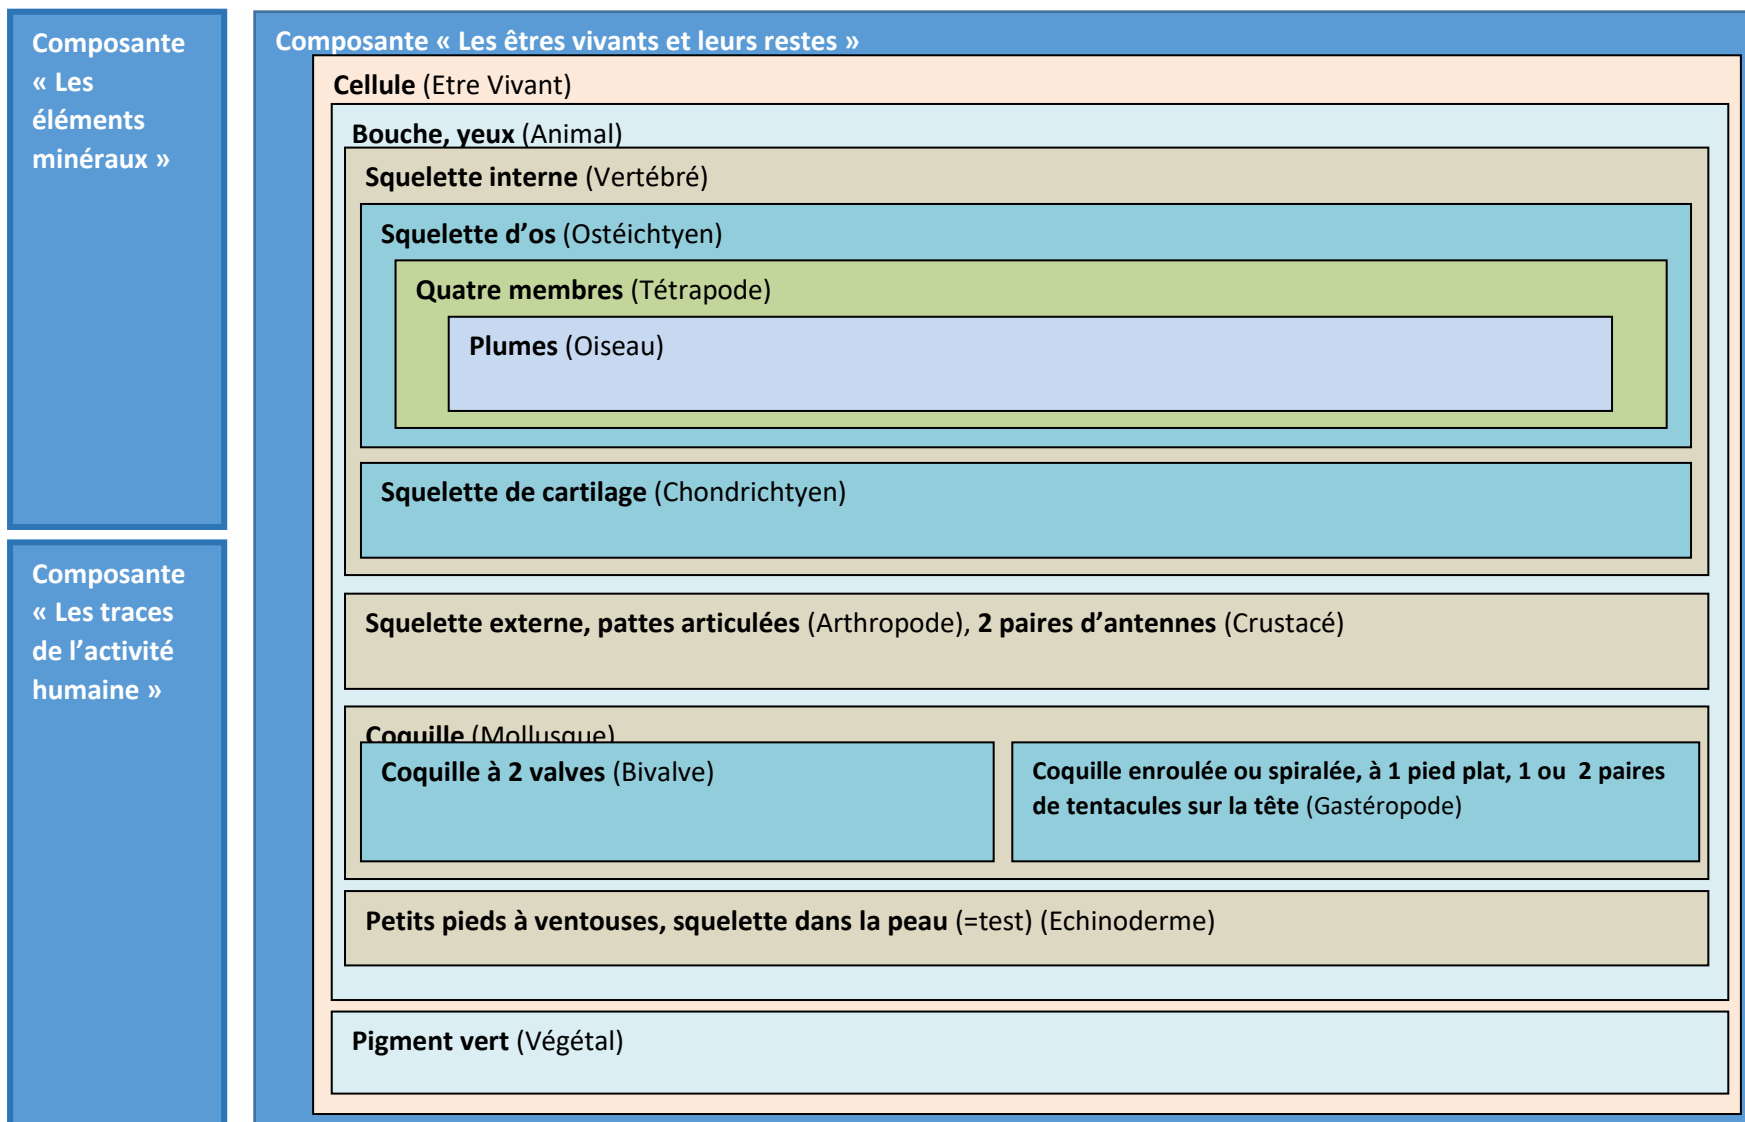 Composante
« Les
éléments
minéraux »
Composante
« Les traces
de l’activité
humaine »
Composante « Les êtres vivants et leurs restes »
Cellule (Etre Vivant)
Bouche, yeux (Animal)
Squelette interne (Vertébré)
Squelette d’os (Ostéichtyen)
Quatre membres (Tétrapode)
Plumes (Oiseau)
Squelette de cartilage (Chondrichtyen)
Squelette externe, pattes articulées (Arthropode), 2 paires d’antennes (Crustacé)
Coquille (Mollusque)
Coquille à 2 valves (Bivalve)
Coquille enroulée ou spiralée, à 1 pied plat, 1 ou 2 paires
de tentacules sur la tête (Gastéropode)
Petits pieds à ventouses, squelette dans la peau (=test) (Echinoderme)
Pigment vert (Végétal)